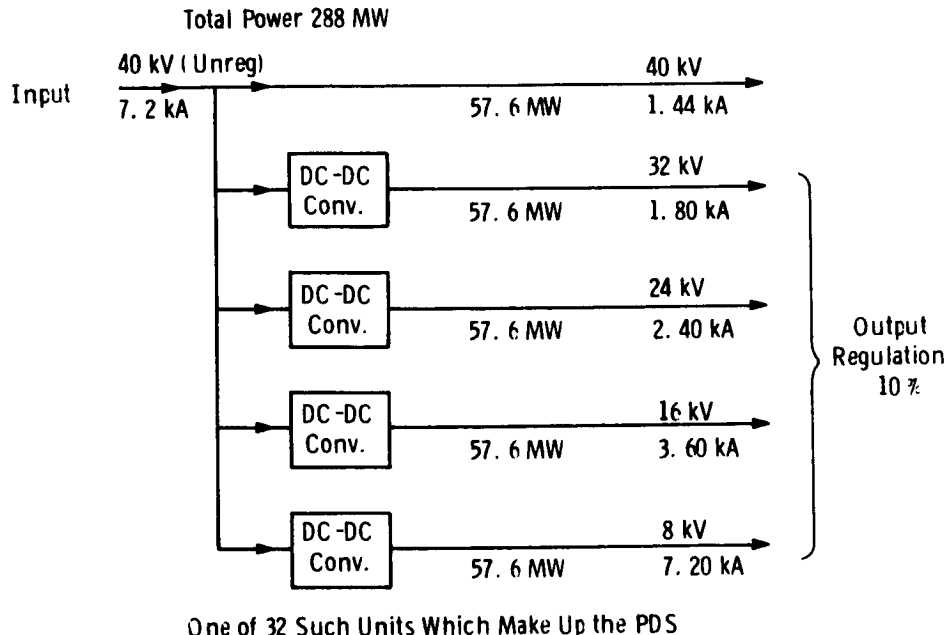 Total Power 288 MW
Input
40 kV (Unreg)
7.2 kA
40 kV
57.6 MW
1.44 kA
DC-DC
Conv.
32 kV
57.6 MW
1.80 kA
DC-DC
Conv.
24 kV
57.6 MW
2.40 kA
DC-DC
Conv.
16 kV
57.6 MW
3.60 kA
DC-DC
Conv.
8 kV
57.6 MW
7.20 kA
Output
Regulation
10 %
One of 32 Such Units Which Make Up the PDS